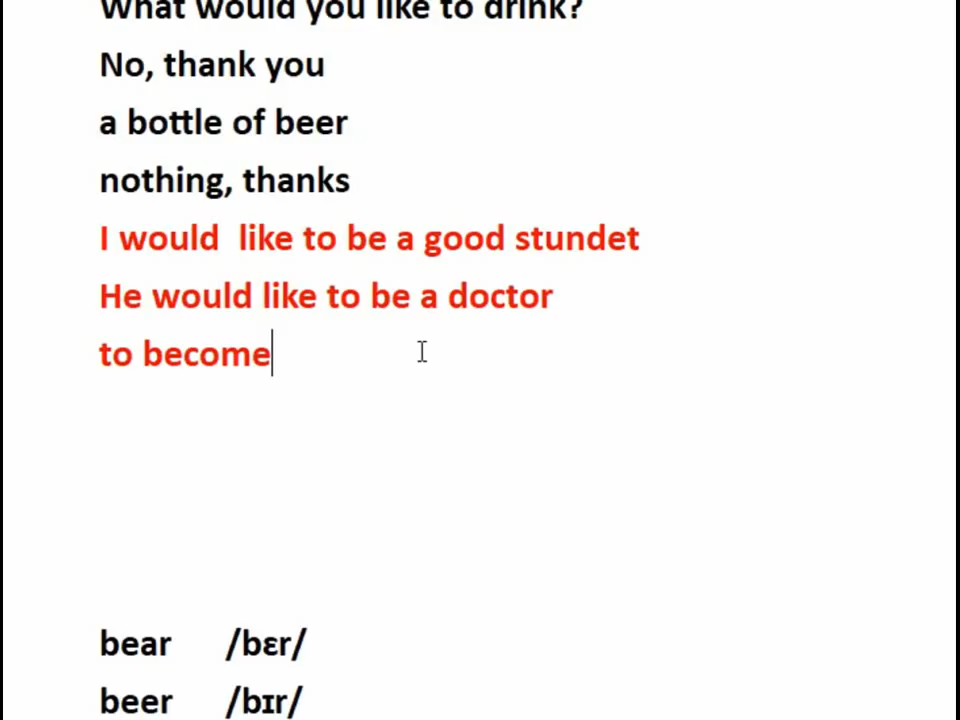 What would you like to drink?
No, thank you
a bottle of beer
nothing, thanks
I would  like to be a good stundet
He would like to be a doctor
to become
bear /bɛr/
beer /bɪr/